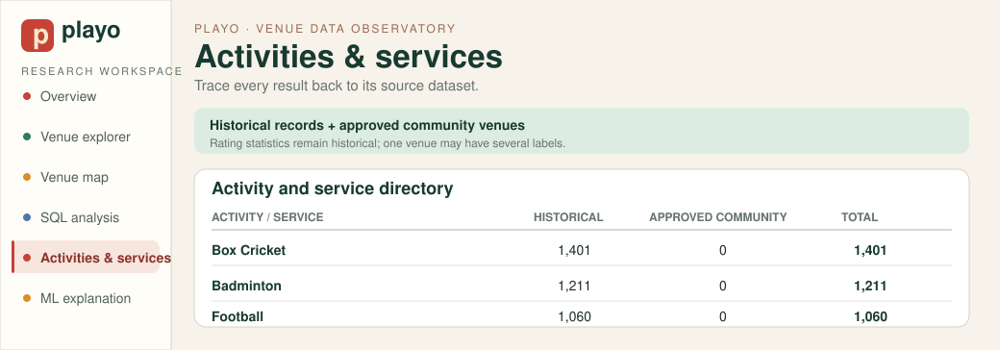 p playo
RESEARCH WORKSPACE
Overview
Venue explorer
Venue map
SQL analysis
Activities & services
ML explanation
PLAYO · VENUE DATA OBSERVATORY
Activities & services
Trace every result back to its source dataset.
Historical records + approved community venues
Rating statistics remain historical; one venue may have several labels.
Activity and service directory
ACTIVITY / SERVICE HISTORICAL APPROVED COMMUNITY TOTAL
Box Cricket 1,401 0 1,401
Badminton 1,211 0 1,211
Football 1,060 0 1,060